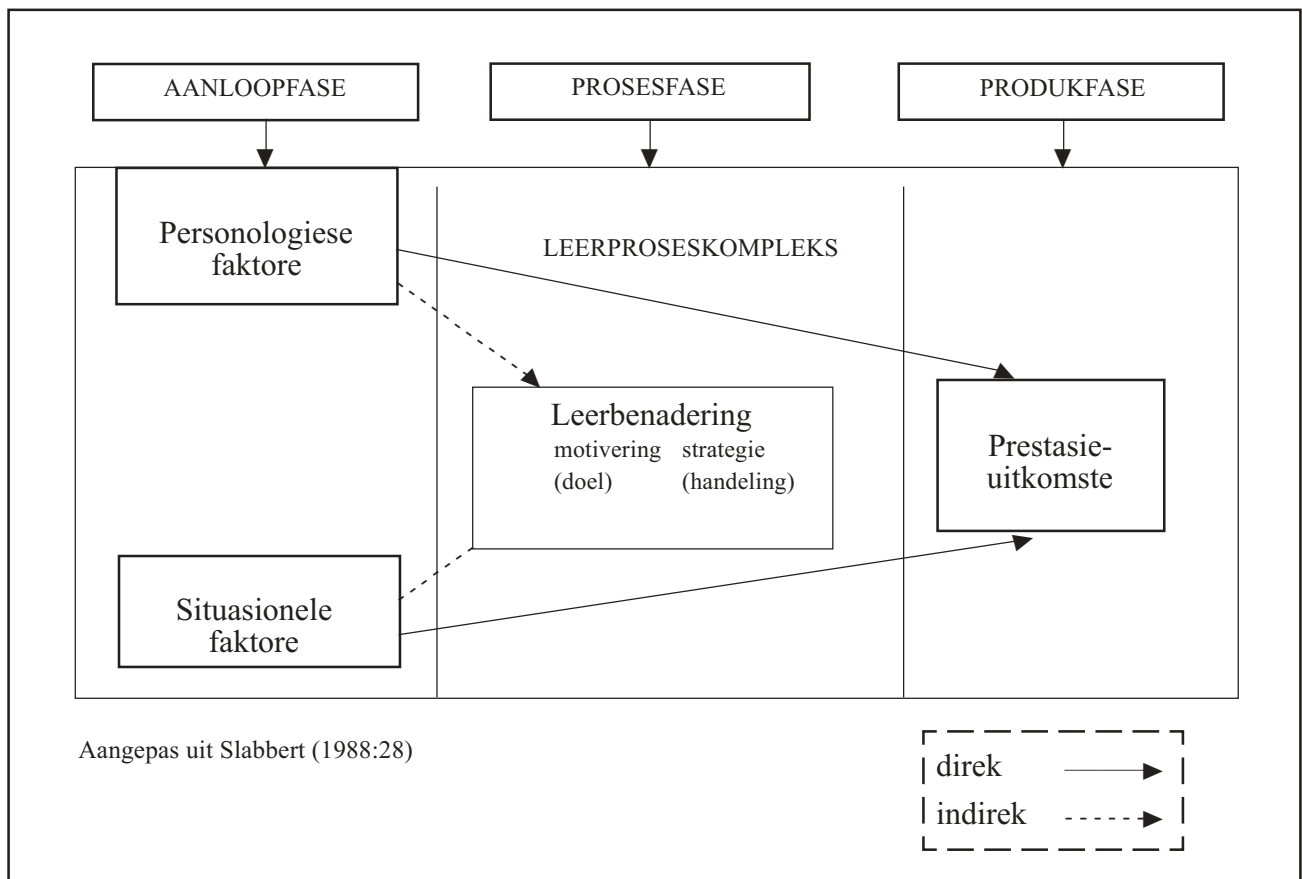 AANLOOPFASE
PROSESFASE
PRODUKFASE
Personologiese
faktore
LEERPROSESKOMPLEKS
Leerbenadering
motivering strategie
(doel) (handeling)
Prestasie-
uitkomste
Situasionele
faktore
Aangepas uit Slabbert (1988:28)
direk
indirek